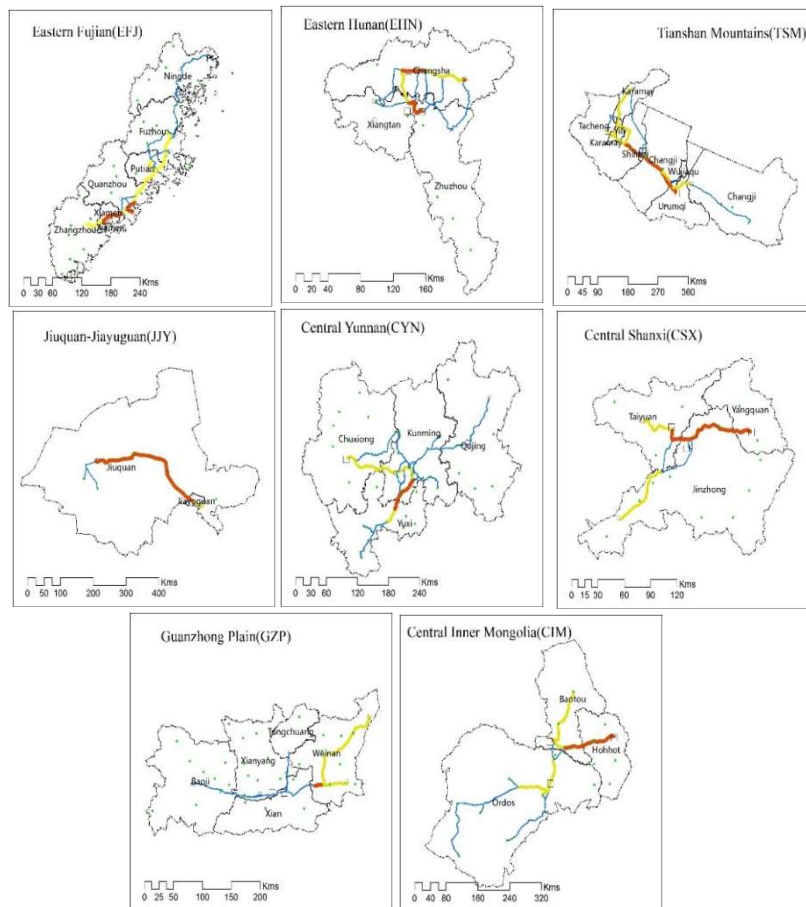 Eastern Fujian(EFJ)
Ningde
Fuzhou
Putian
Quanzhou
Xiamen
Zhangzhou
0 30 60 120 180 240 Kms
Eastern Hunan(EHN)
Changsha
Xiangtan
Zhuzhou
0 20 40 80 120 160 Kms
Tianshan Mountains(TSM)
Karamay
Tacheng
Karamay
Shihezi
Changji
Wujiaqu
Changji
Urumqi
0 45 90 180 270 360 Kms
Jiuquan-Jiayuguan(JJY)
Jiuquan
Jiayuguan
0 50 100 200 300 400 Kms
Central Yunnan(CYN)
Chuxiong
Kunming
Qujing
Yuxi
0 30 60 120 180 240 Kms
Central Shanxi(CSX)
Taiyuan
Yangquan
Jinzhong
0 15 30 60 90 120 Kms
Guanzhong Plain(GZP)
Tongchuang
Weinan
Xianyang
Baoji
Xian
0 25 50 100 150 200 Kms
Central Inner Mongolia(CIM)
Baotou
Hohhot
Ordos
0 40 80 160 240 320 Kms